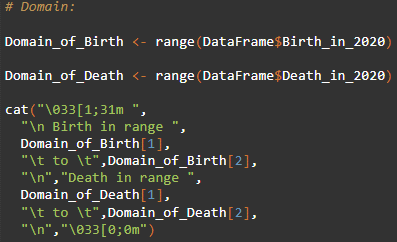 # Domain:
Domain_of_Birth <- range(DataFrame$Birth_in_2020)
Domain_of_Death <- range(DataFrame$Death_in_2020)
cat("\033[1;31m ",
"\n Birth in range ",
Domain_of_Birth[1],
"\t to \t",Domain_of_Birth[2],
"\n","Death in range ",
Domain_of_Death[1],
"\t to \t",Domain_of_Death[2],
"\n","\033[0;0m")